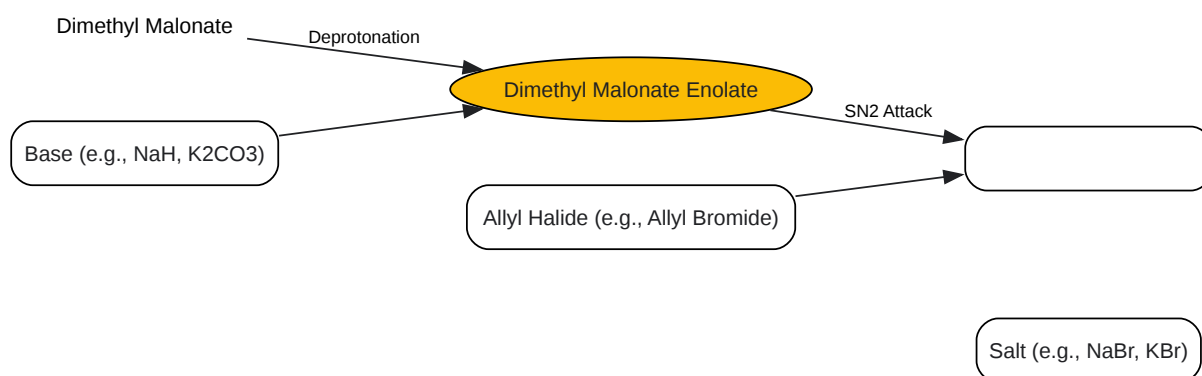 Dimethyl Malonate
Deprotonation
Dimethyl Malonate Enolate
SN2 Attack
Base (e.g., NaH, K2CO3)
Allyl Halide (e.g., Allyl Bromide)
Salt (e.g., NaBr, KBr)